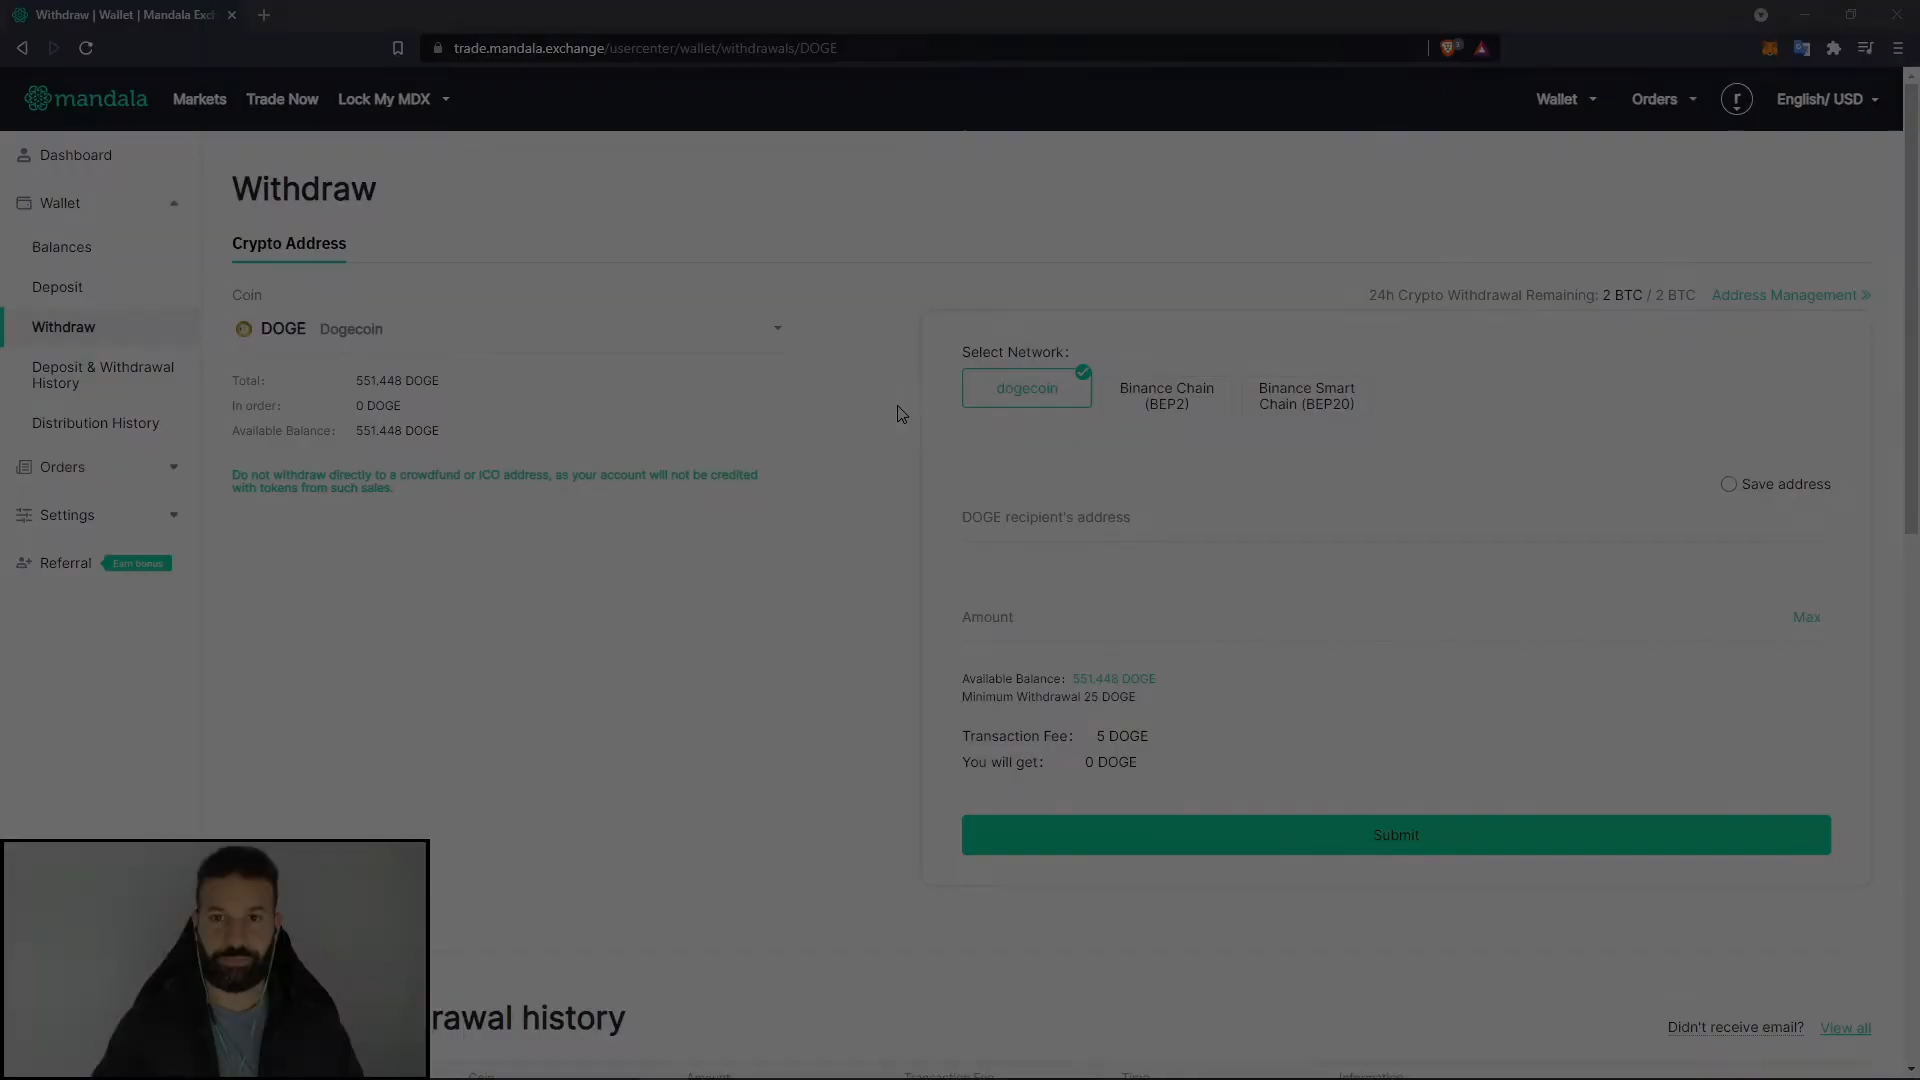 Withdraw | Wallet | Mandala Exc
trade.mandala.exchange/usercenter/wallet/withdrawals/DOGE
3
mandala
Markets
Trade Now
Lock My MDX
Wallet
Orders
r
English/ USD
Dashboard
Wallet
Balances
Deposit
Withdraw
Deposit & Withdrawal
History
Distribution History
Orders
Settings
Referral
Earn bonus
Withdraw
Crypto Address
Coin
DOGE Dogecoin
Total: 551.448 DOGE
In order: 0 DOGE
Available Balance: 551.448 DOGE
Do not withdraw directly to a crowdfund or ICO address, as your account will not be credited
with tokens from such sales.
24h Crypto Withdrawal Remaining: 2 BTC / 2 BTC
Address Management
Select Network:
dogecoin
Binance Chain
(BEP2)
Binance Smart
Chain (BEP20)
Save address
DOGE recipient's address
Amount
Max
Available Balance: 551.448 DOGE
Minimum Withdrawal 25 DOGE
Transaction Fee: 5 DOGE
You will get: 0 DOGE
Submit
rawal history
Didn't receive email?
View all
Coin
Amount
Transaction Fee
Time
Information